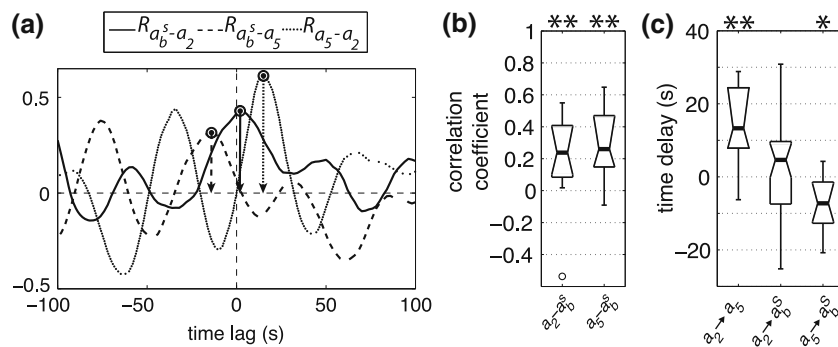 (a)
R_{a_b^s-a_2} R_{a_b^s-a_5} R_{a_5-a_2}
0.5
0
−0.5
−100 −50 0 50 100
time lag (s)
(b)
** **
correlation
coefficient
1
0.8
0.6
0.4
0.2
0
−0.2
−0.4
a_2-a_b^s a_5-a_b^s
(c)
** *
time delay (s)
40
20
0
−20
a_2→a_5 a_2→a_b^s a_5→a_b^s